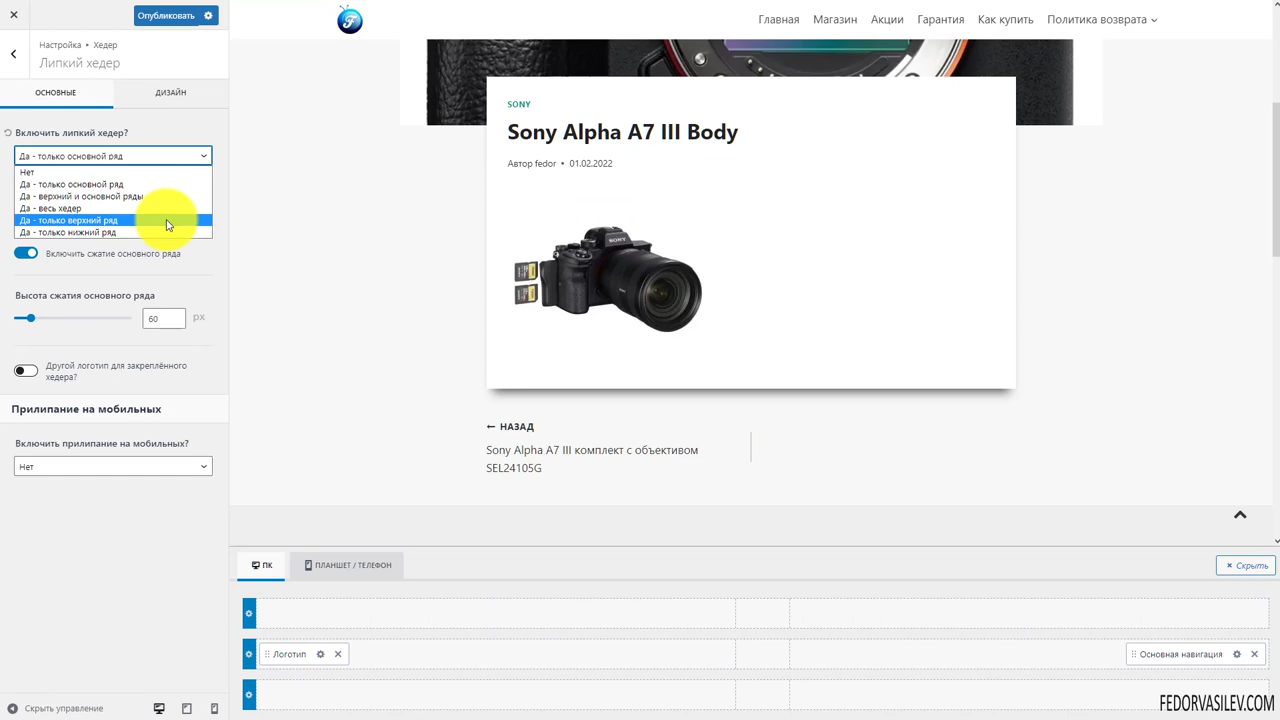 Опубликовать
Настройка ▸ Хедер
Липкий хедер
ОСНОВНЫЕ
ДИЗАЙН
Включить липкий хедер?
Да - только основной ряд
Нет
Да - только основной ряд
Да - верхний и основной ряды
Да - весь хедер
Да - только верхний ряд
Да - только нижний ряд
Включить сжатие основного ряда
Высота сжатия основного ряда
60
px
Другой логотип для закреплённого
хедера?
Прилипание на мобильных
Включить прилипание на мобильных?
Нет
Скрыть управление
Главная Магазин Акции Гарантия Как купить Политика возврата
SONY
Sony Alpha A7 III Body
Автор fedor • 01.02.2022
SONY
← НАЗАД
Sony Alpha A7 III комплект с объективом
SEL24105G
ПК
ПЛАНШЕТ / ТЕЛЕФОН
× Скрыть
Логотип
Основная навигация
FEDORVASILEV.COM